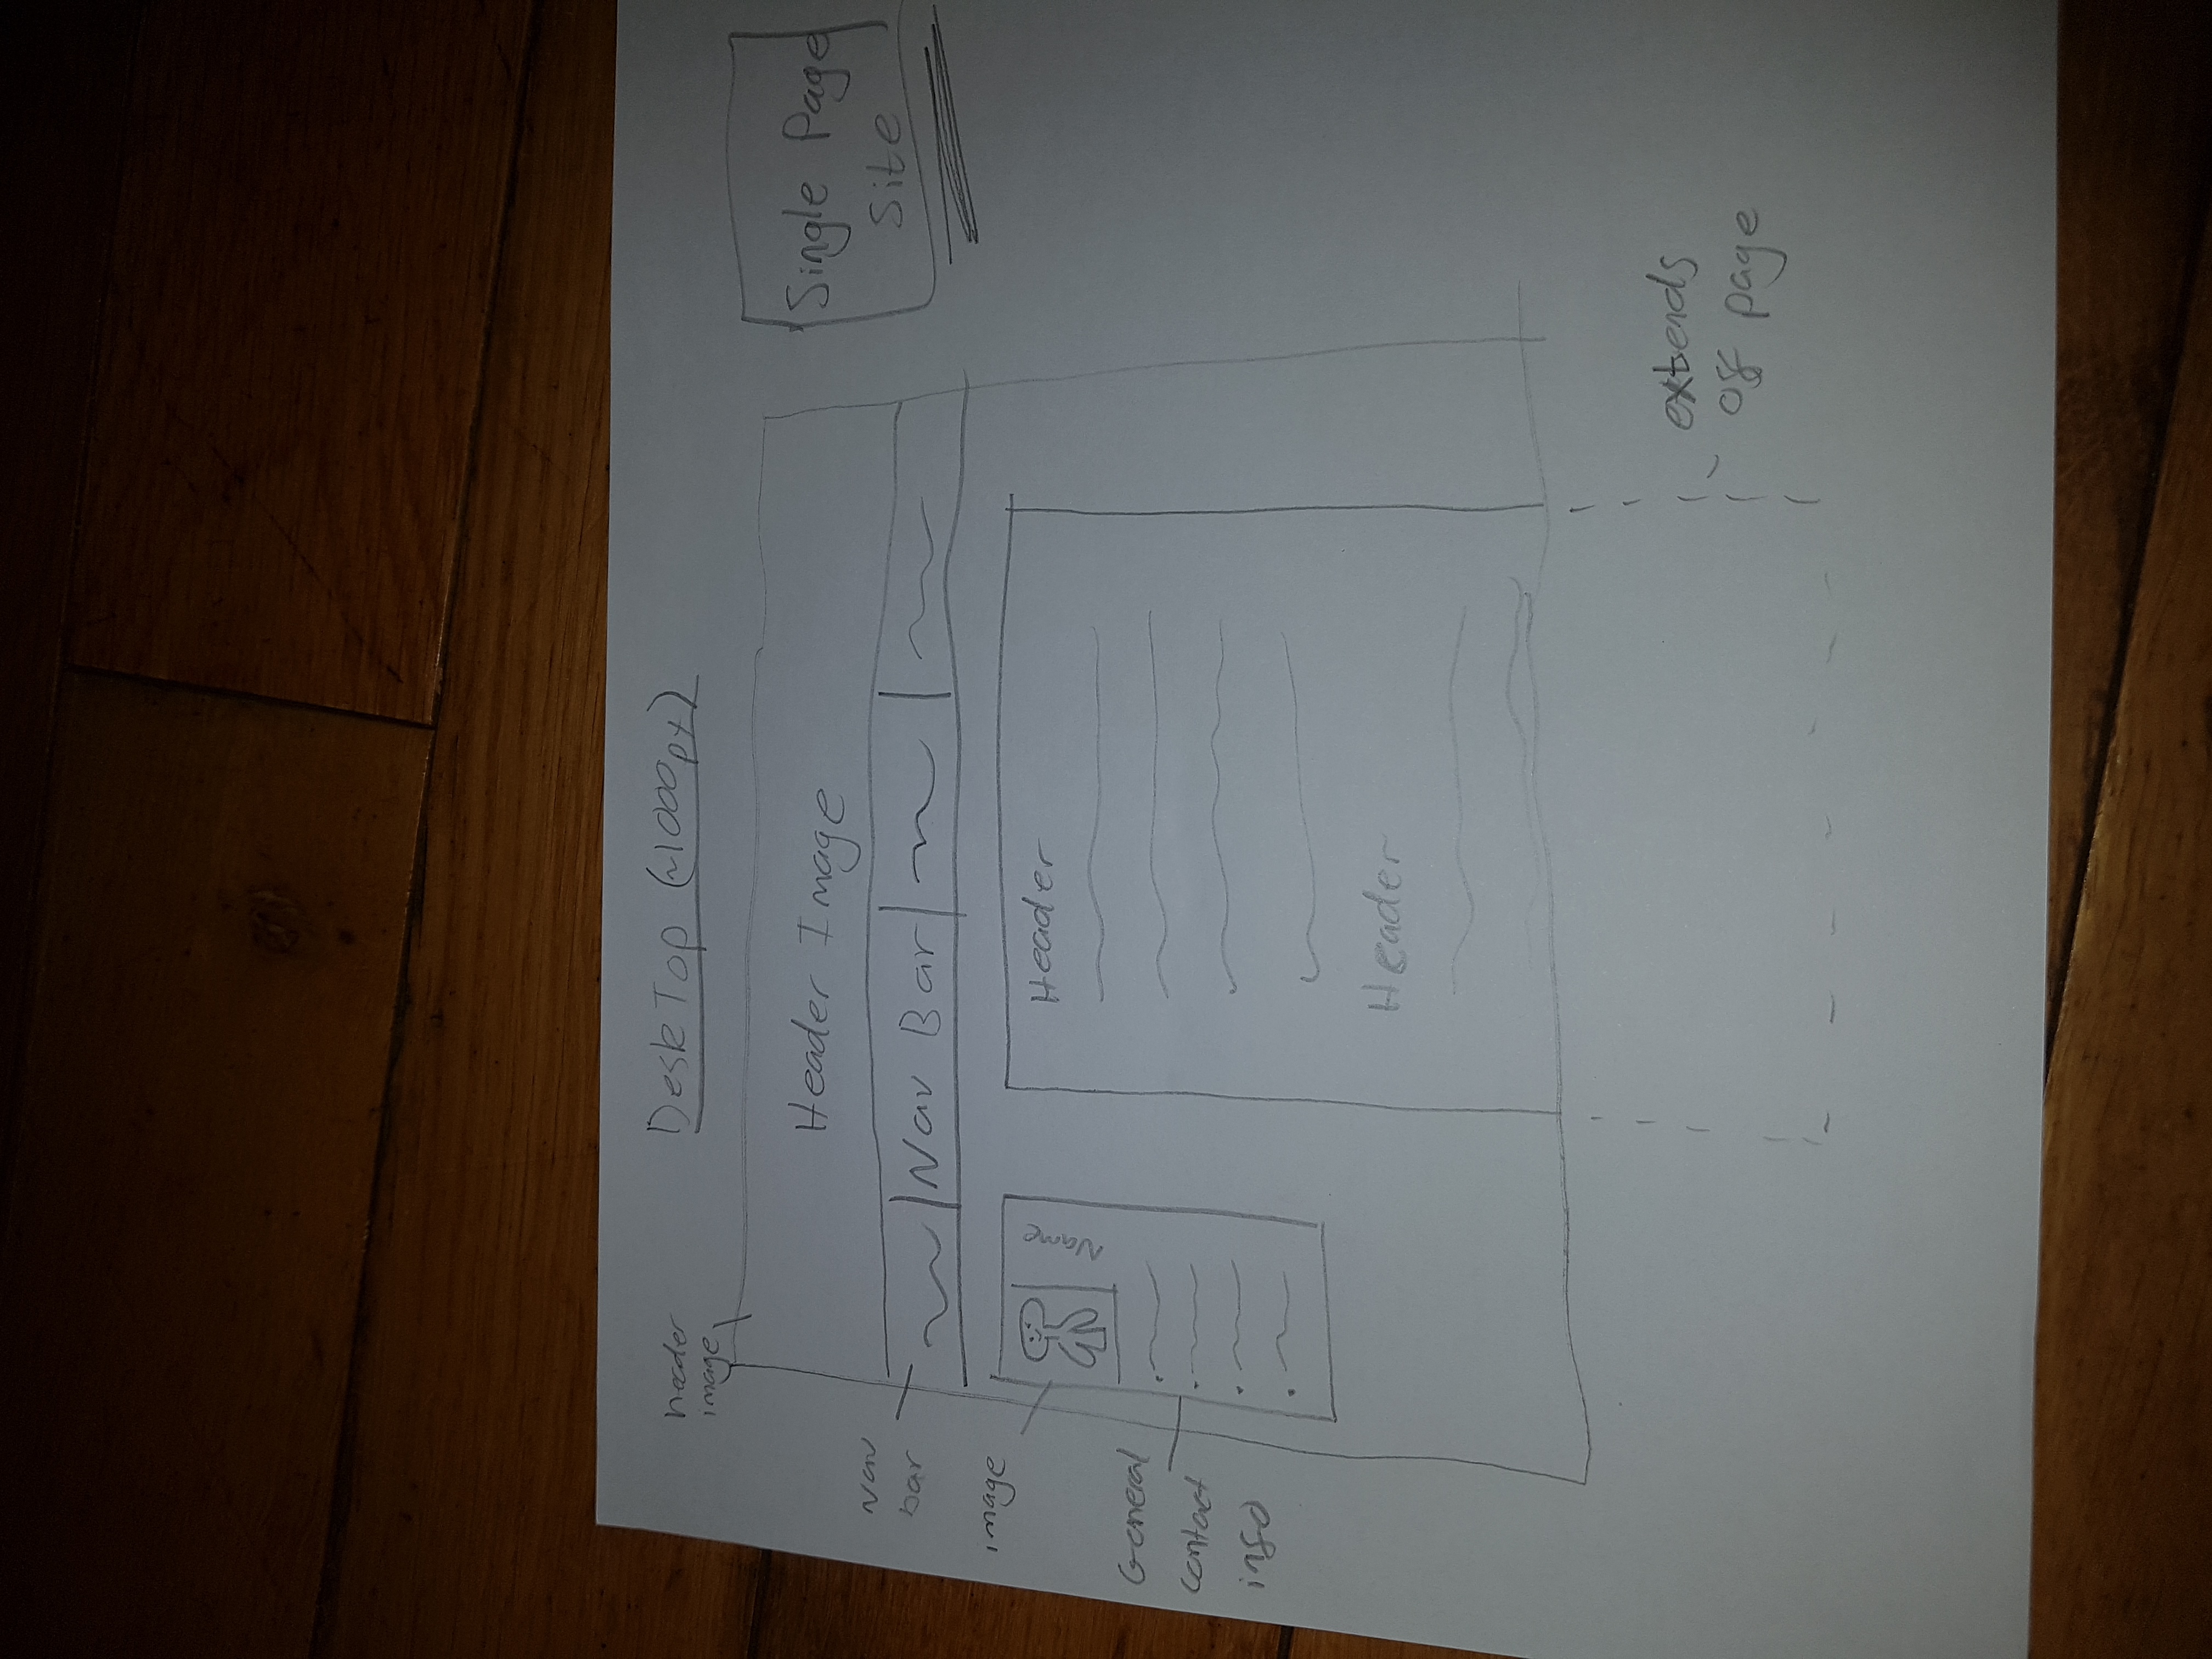 DeskTop (~1000px)
header
image
Header Image
Single Page
Site
Nav
bar
Nav Bar
image
Name
General
contact
info
Header
Header
extends
off page